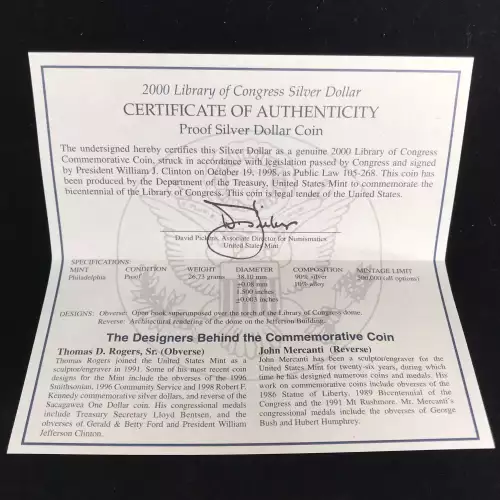 2000 Library of Congress Silver Dollar
CERTIFICATE OF AUTHENTICITY
Proof Silver Dollar Coin
The undersigned hereby certifies this Silver Dollar as a genuine 2000 Library of Congress
Commemorative Coin, struck in accordance with legislation passed by Congress and signed
by President William J. Clinton on October 19, 1998, as Public Law 105-268. This coin has
been produced by the Department of the Treasury, United States Mint to commemorate the
bicentennial of the Library of Congress. This coin is legal tender of the United States.
David Pickens, Associate Director for Numismatics
United States Mint
SPECIFICATIONS:
MINT CONDITION WEIGHT DIAMETER COMPOSITION MINTAGE LIMIT
Philadelphia Proof 26.73 grams 38.10 mm 90% silver 500,000 (all options)
±0.08 mm 10% alloy
1.500 inches
±0.003 inches
DESIGNS: Obverse: Open book superimposed over the torch of the Library of Congress dome.
Reverse: Architectural rendering of the dome on the Jefferson Building.
The Designers Behind the Commemorative Coin
Thomas D. Rogers, Sr. (Obverse)
Thomas Rogers joined the United States Mint as a
sculptor/engraver in 1991. Some of his most recent coin
designs for the Mint include the obverses of the 1996
Smithsonian, 1996 Community Service and 1998 Robert F.
Kennedy commemorative silver dollars, and reverse of the
Sacagawea One Dollar coin. His congressional medals
include Treasury Secretary Lloyd Bentsen, and the
obverses of Gerald & Betty Ford and President William
Jefferson Clinton.
John Mercanti (Reverse)
John Mercanti has been a sculptor/engraver for the
United States Mint for twenty-six years, during which
time he has designed numerous coins and medals. His
work on commemorative coins include obverses of the
1986 Statue of Liberty, 1989 Bicentennial of the
Congress and the 1991 Mt Rushmore. Mr. Mercanti's
congressional medals include the obverses of George
Bush and Hubert Humphrey.